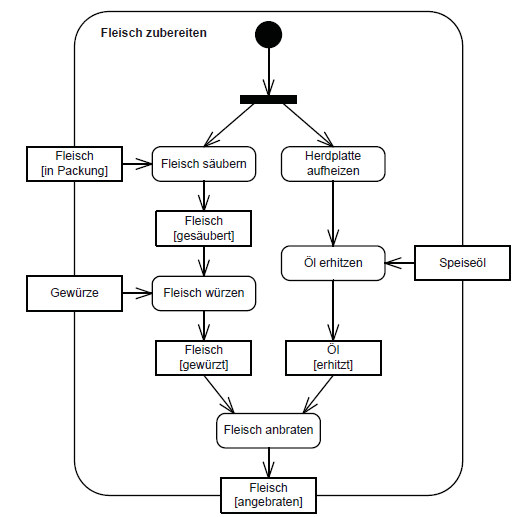 Fleisch zubereiten
Fleisch
[in Packung]
Fleisch säubern
Herdplatte
aufheizen
Fleisch
[gesäubert]
Öl erhitzen
Speiseöl
Gewürze
Fleisch würzen
Fleisch
[gewürzt]
Öl
[erhitzt]
Fleisch anbraten
Fleisch
[angebraten]